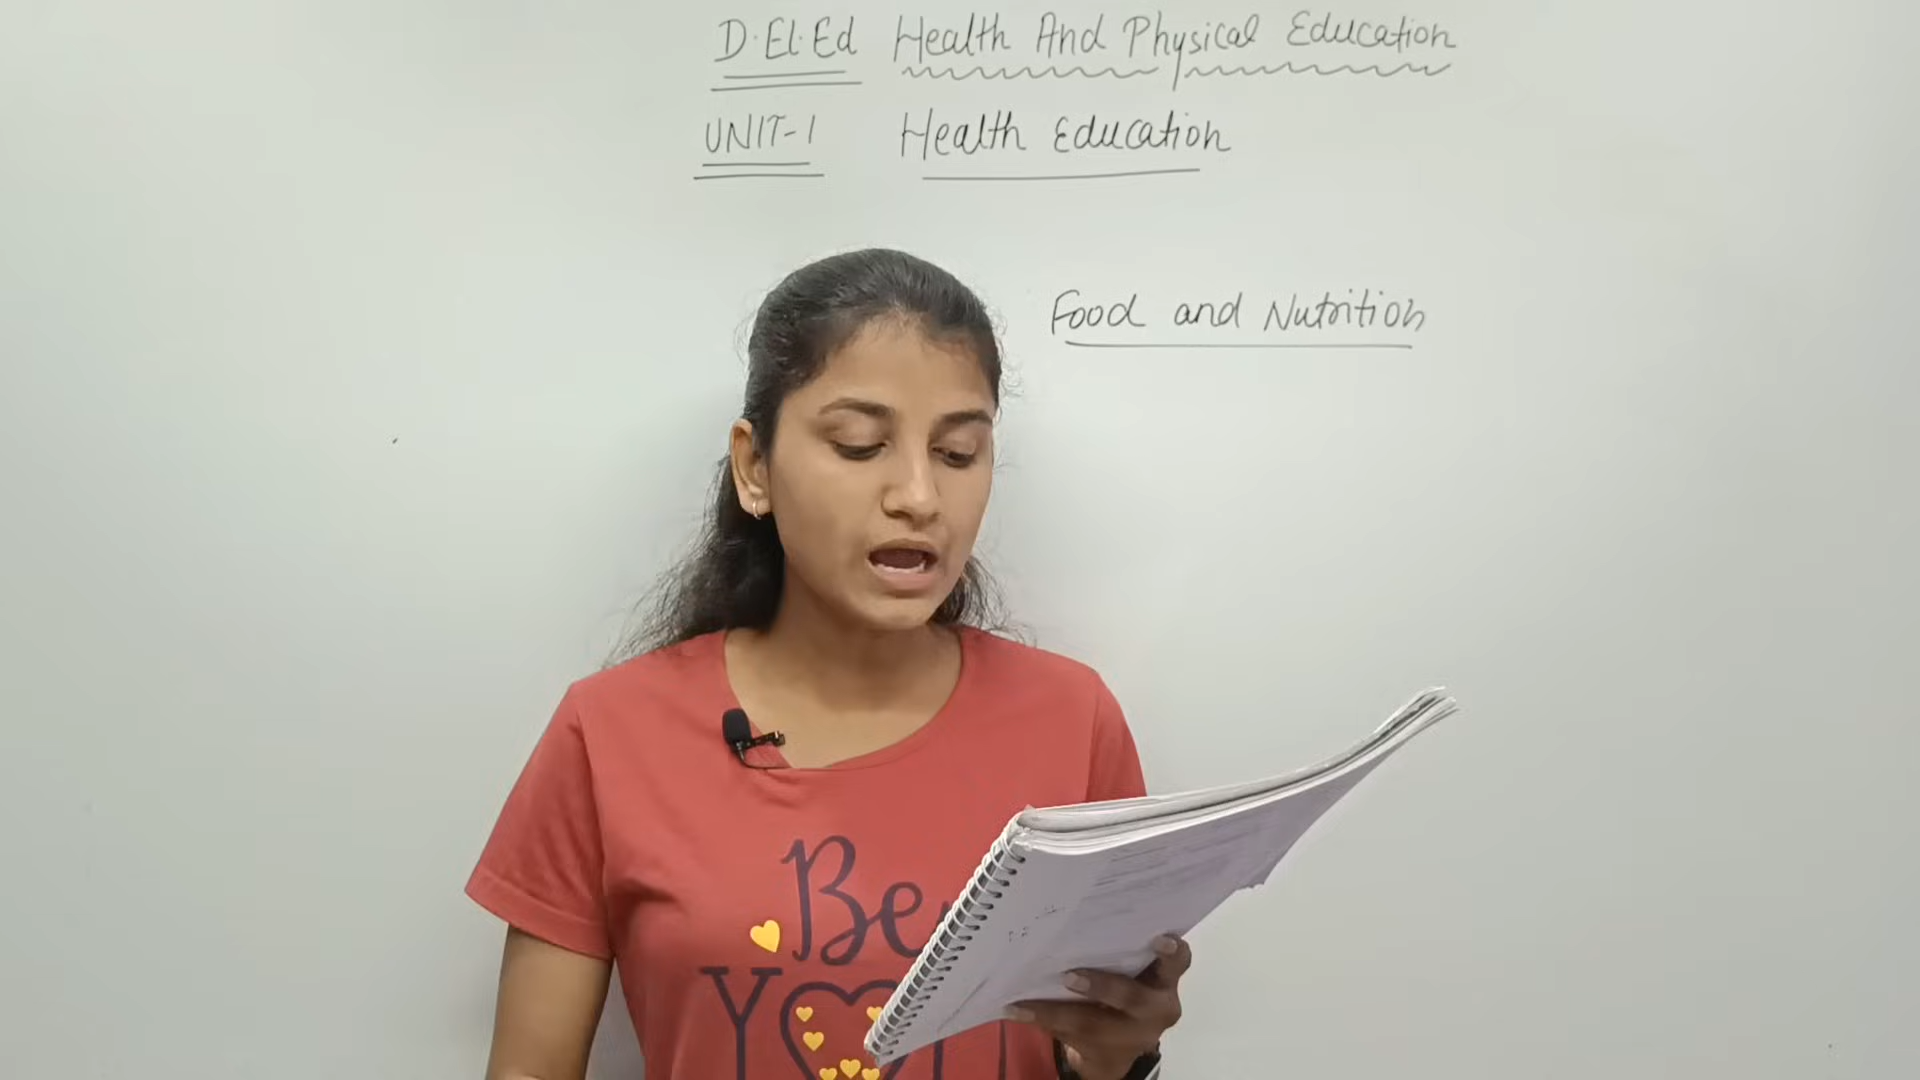 D.El.Ed Health And Physical Education
UNIT-1 Health Education
Food and Nutrition
Be